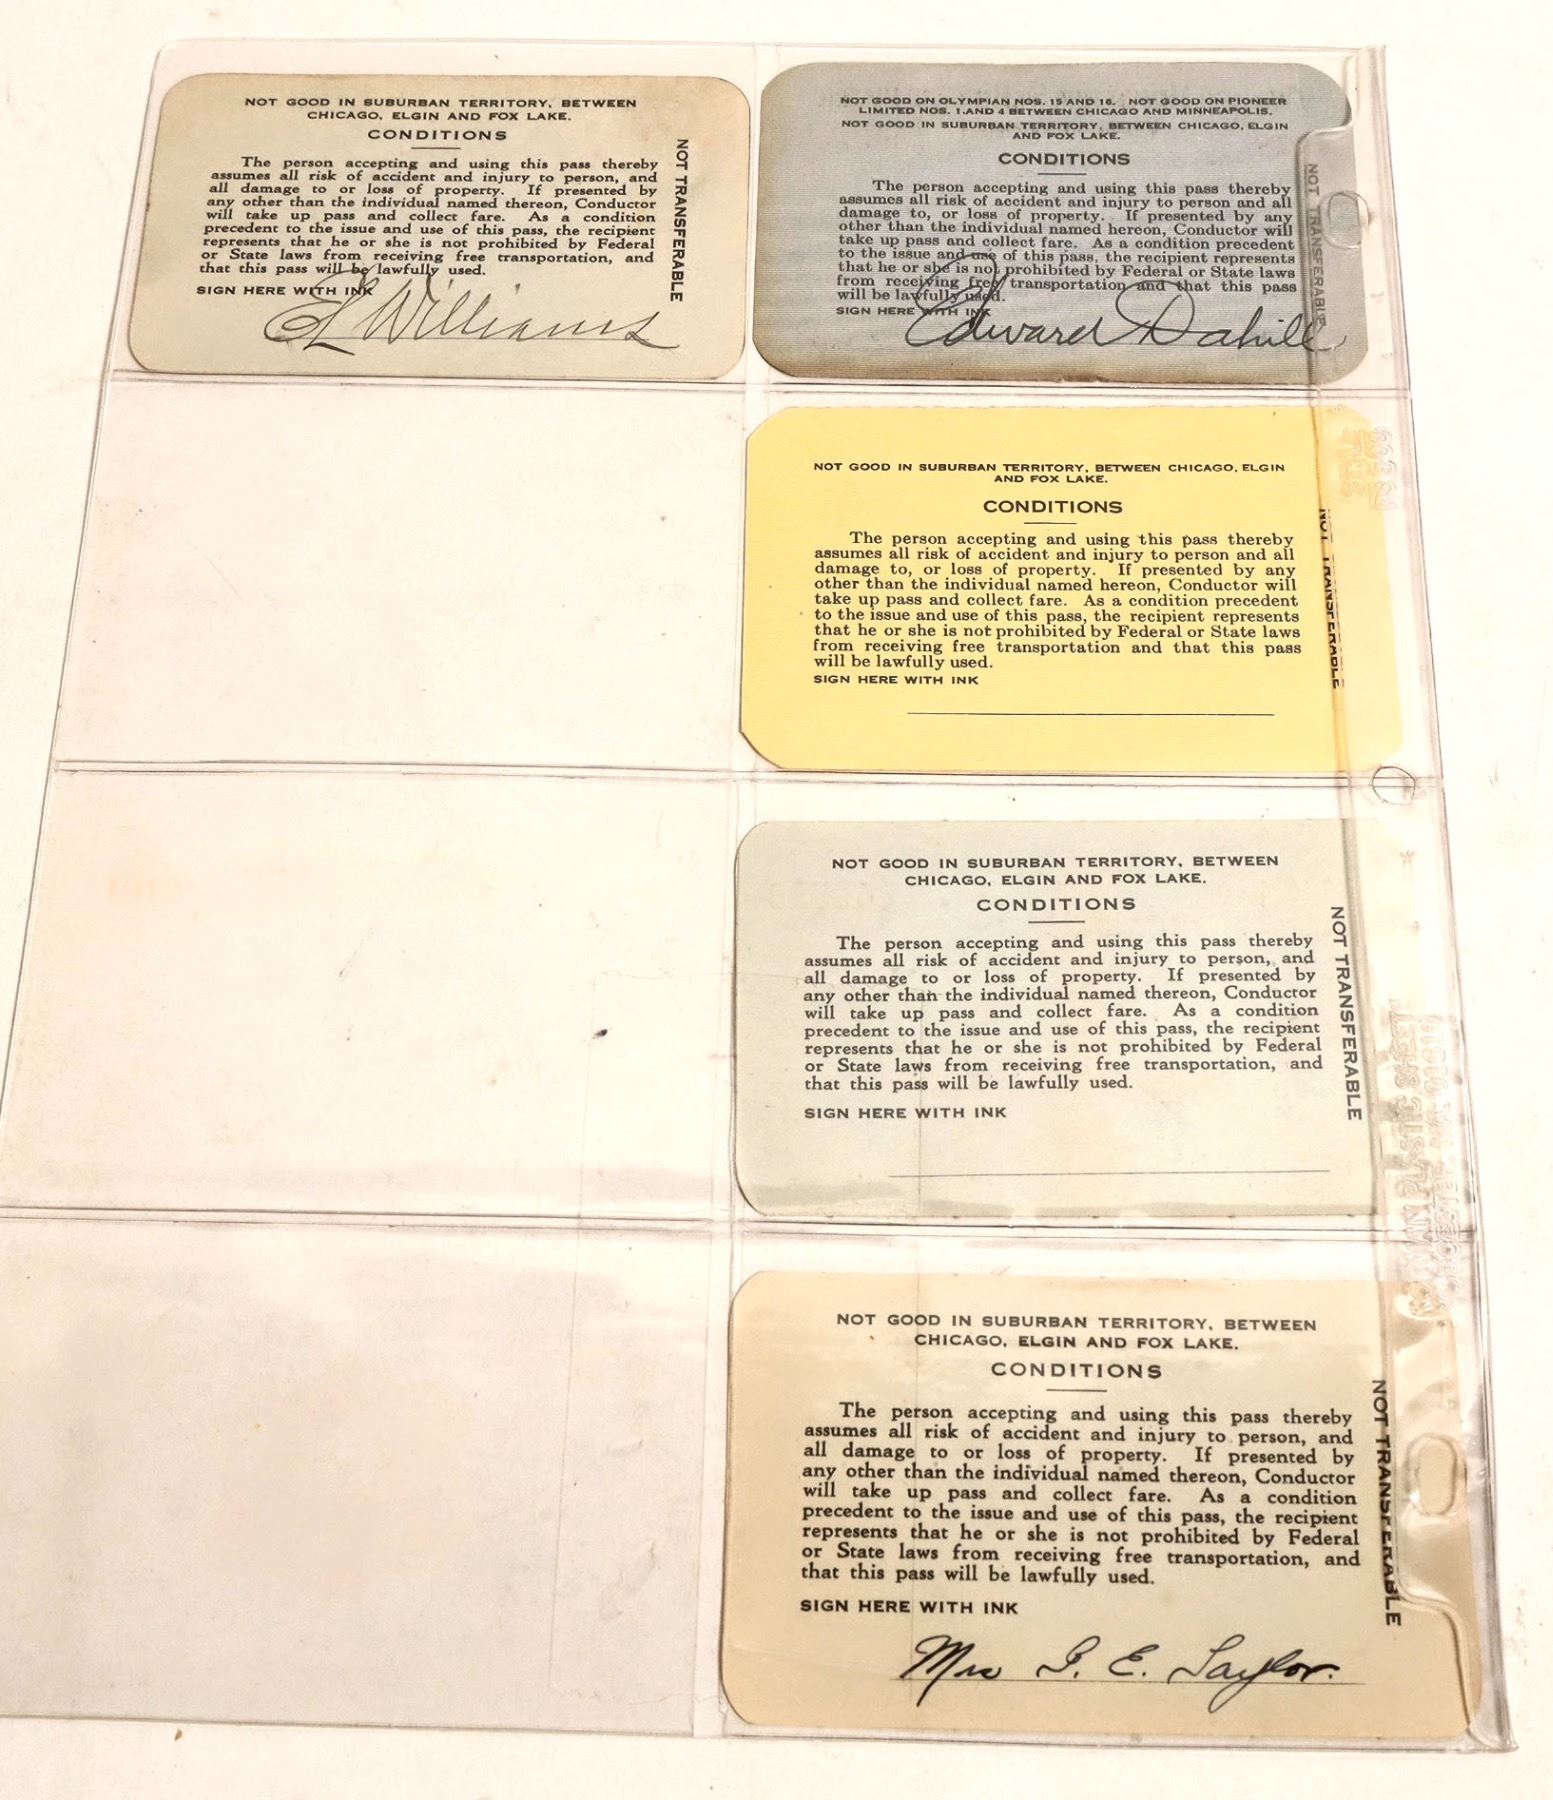 NOT GOOD IN SUBURBAN TERRITORY, BETWEEN
CHICAGO, ELGIN AND FOX LAKE.
CONDITIONS
The person accepting and using this pass thereby
assumes all risk of accident and injury to person, and
all damage to or loss of property. If presented by
any other than the individual named thereon, Conductor
will take up pass and collect fare. As a condition
precedent to the issue and use of this pass, the recipient
represents that he or she is not prohibited by Federal
or State laws from receiving free transportation, and
that this pass will be lawfully used.
SIGN HERE WITH INK
Williams
NOT TRANSFERABLE
NOT GOOD ON OLYMPIAN NOS. 15 AND 16. NOT GOOD ON PIONEER
LIMITED NOS. 1 AND 4 BETWEEN CHICAGO AND MINNEAPOLIS.
NOT GOOD IN SUBURBAN TERRITORY, BETWEEN CHICAGO, ELGIN
AND FOX LAKE.
CONDITIONS
The person accepting and using this pass thereby
assumes all risk of accident and injury to person and all
damage to, or loss of property. If presented by any
other than the individual named hereon, Conductor will
take up pass and collect fare. As a condition precedent
to the issue and use of this pass, the recipient represents
that he or she is not prohibited by Federal or State laws
from receiving free transportation and that this pass
will be lawfully used.
SIGN HERE WITH INK
Edward Dahill
NOT TRANSFERABLE
NOT GOOD IN SUBURBAN TERRITORY, BETWEEN CHICAGO, ELGIN
AND FOX LAKE.
CONDITIONS
The person accepting and using this pass thereby
assumes all risk of accident and injury to person and all
damage to, or loss of property. If presented by any
other than the individual named hereon, Conductor will
take up pass and collect fare. As a condition precedent
to the issue and use of this pass, the recipient represents
that he or she is not prohibited by Federal or State laws
from receiving free transportation and that this pass
will be lawfully used.
SIGN HERE WITH INK
NOT TRANSFERABLE
NOT GOOD IN SUBURBAN TERRITORY, BETWEEN
CHICAGO, ELGIN AND FOX LAKE.
CONDITIONS
The person accepting and using this pass thereby
assumes all risk of accident and injury to person, and
all damage to or loss of property. If presented by
any other than the individual named thereon, Conductor
will take up pass and collect fare. As a condition
precedent to the issue and use of this pass, the recipient
represents that he or she is not prohibited by Federal
or State laws from receiving free transportation, and
that this pass will be lawfully used.
SIGN HERE WITH INK
NOT TRANSFERABLE
NOT GOOD IN SUBURBAN TERRITORY, BETWEEN
CHICAGO, ELGIN AND FOX LAKE.
CONDITIONS
The person accepting and using this pass thereby
assumes all risk of accident and injury to person, and
all damage to or loss of property. If presented by
any other than the individual named thereon, Conductor
will take up pass and collect fare. As a condition
precedent to the issue and use of this pass, the recipient
represents that he or she is not prohibited by Federal
or State laws from receiving free transportation, and
that this pass will be lawfully used.
SIGN HERE WITH INK
Mrs E. Taylor.
NOT TRANSFERABLE